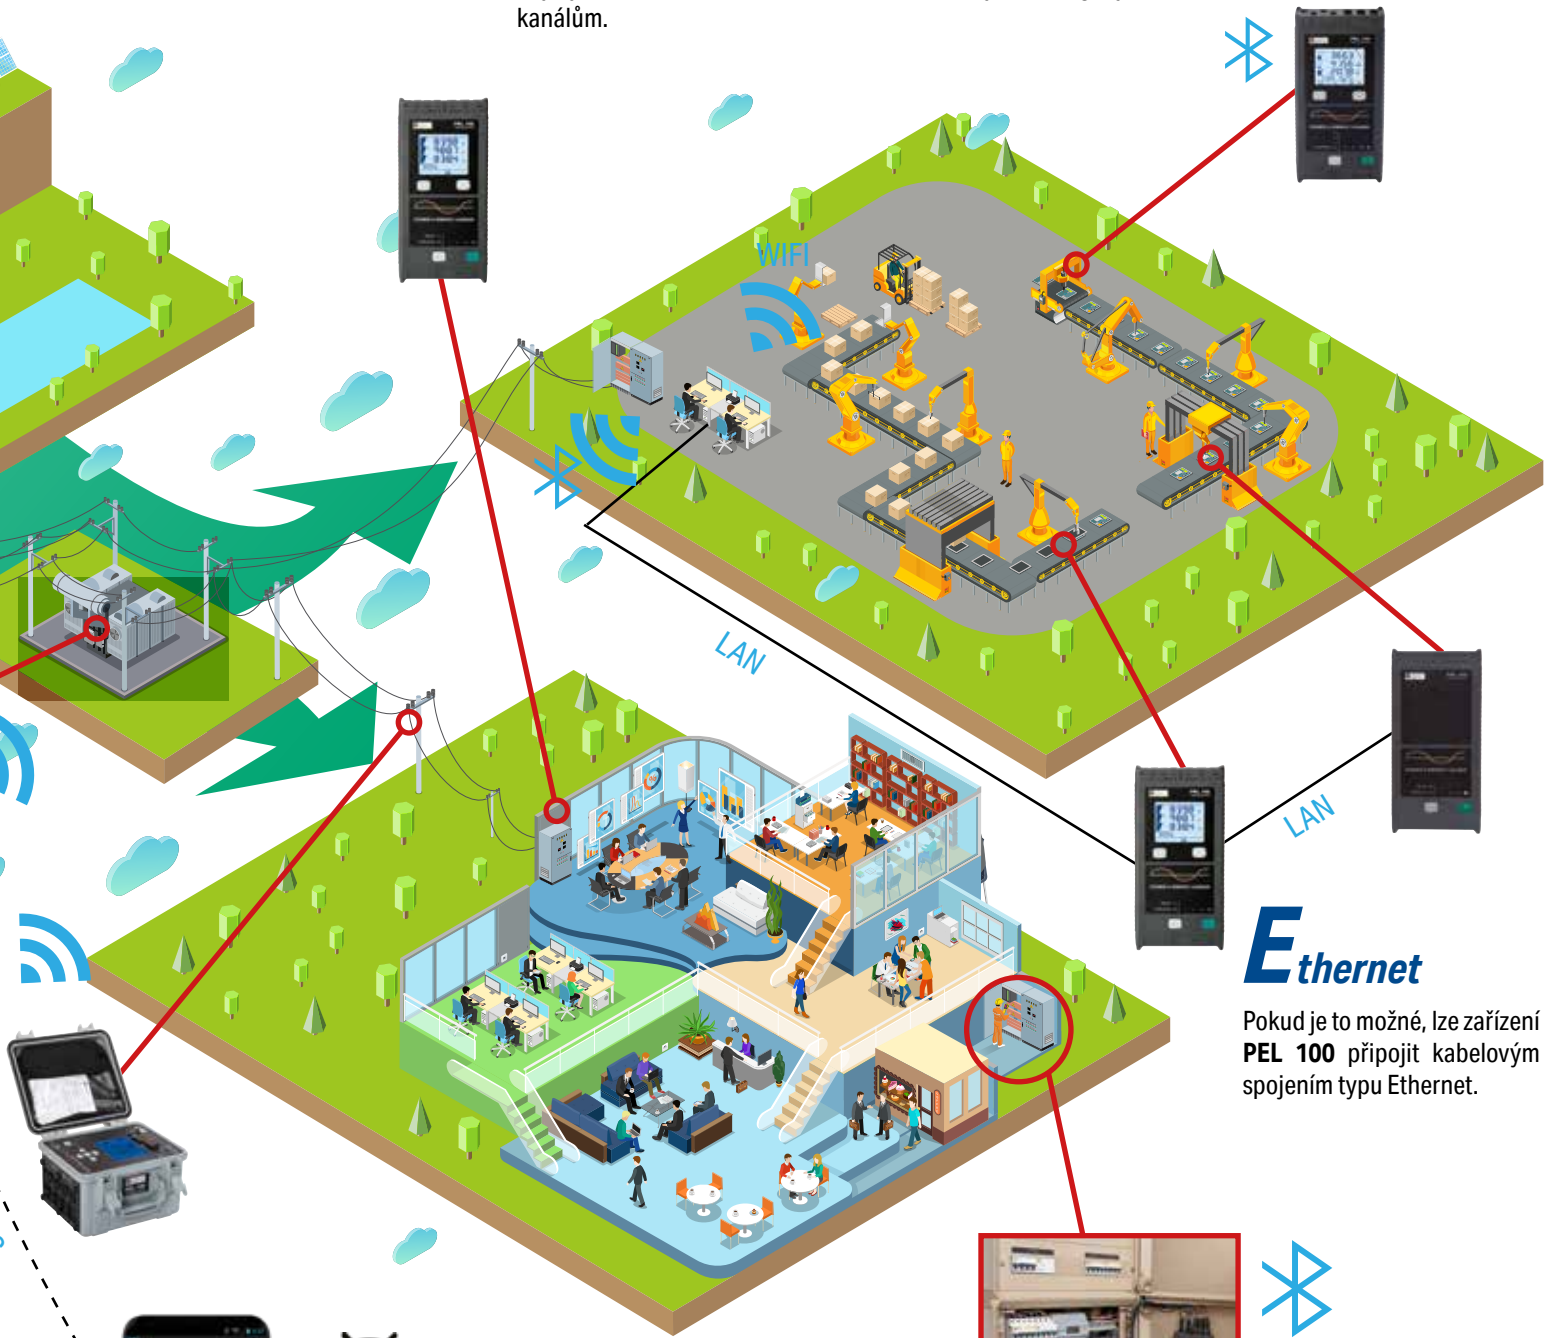 kanálům.
WIFI
LAN
LAN
Ethernet
Pokud je to možné, lze zařízení
PEL 100 připojit kabelovým
spojením typu Ethernet.